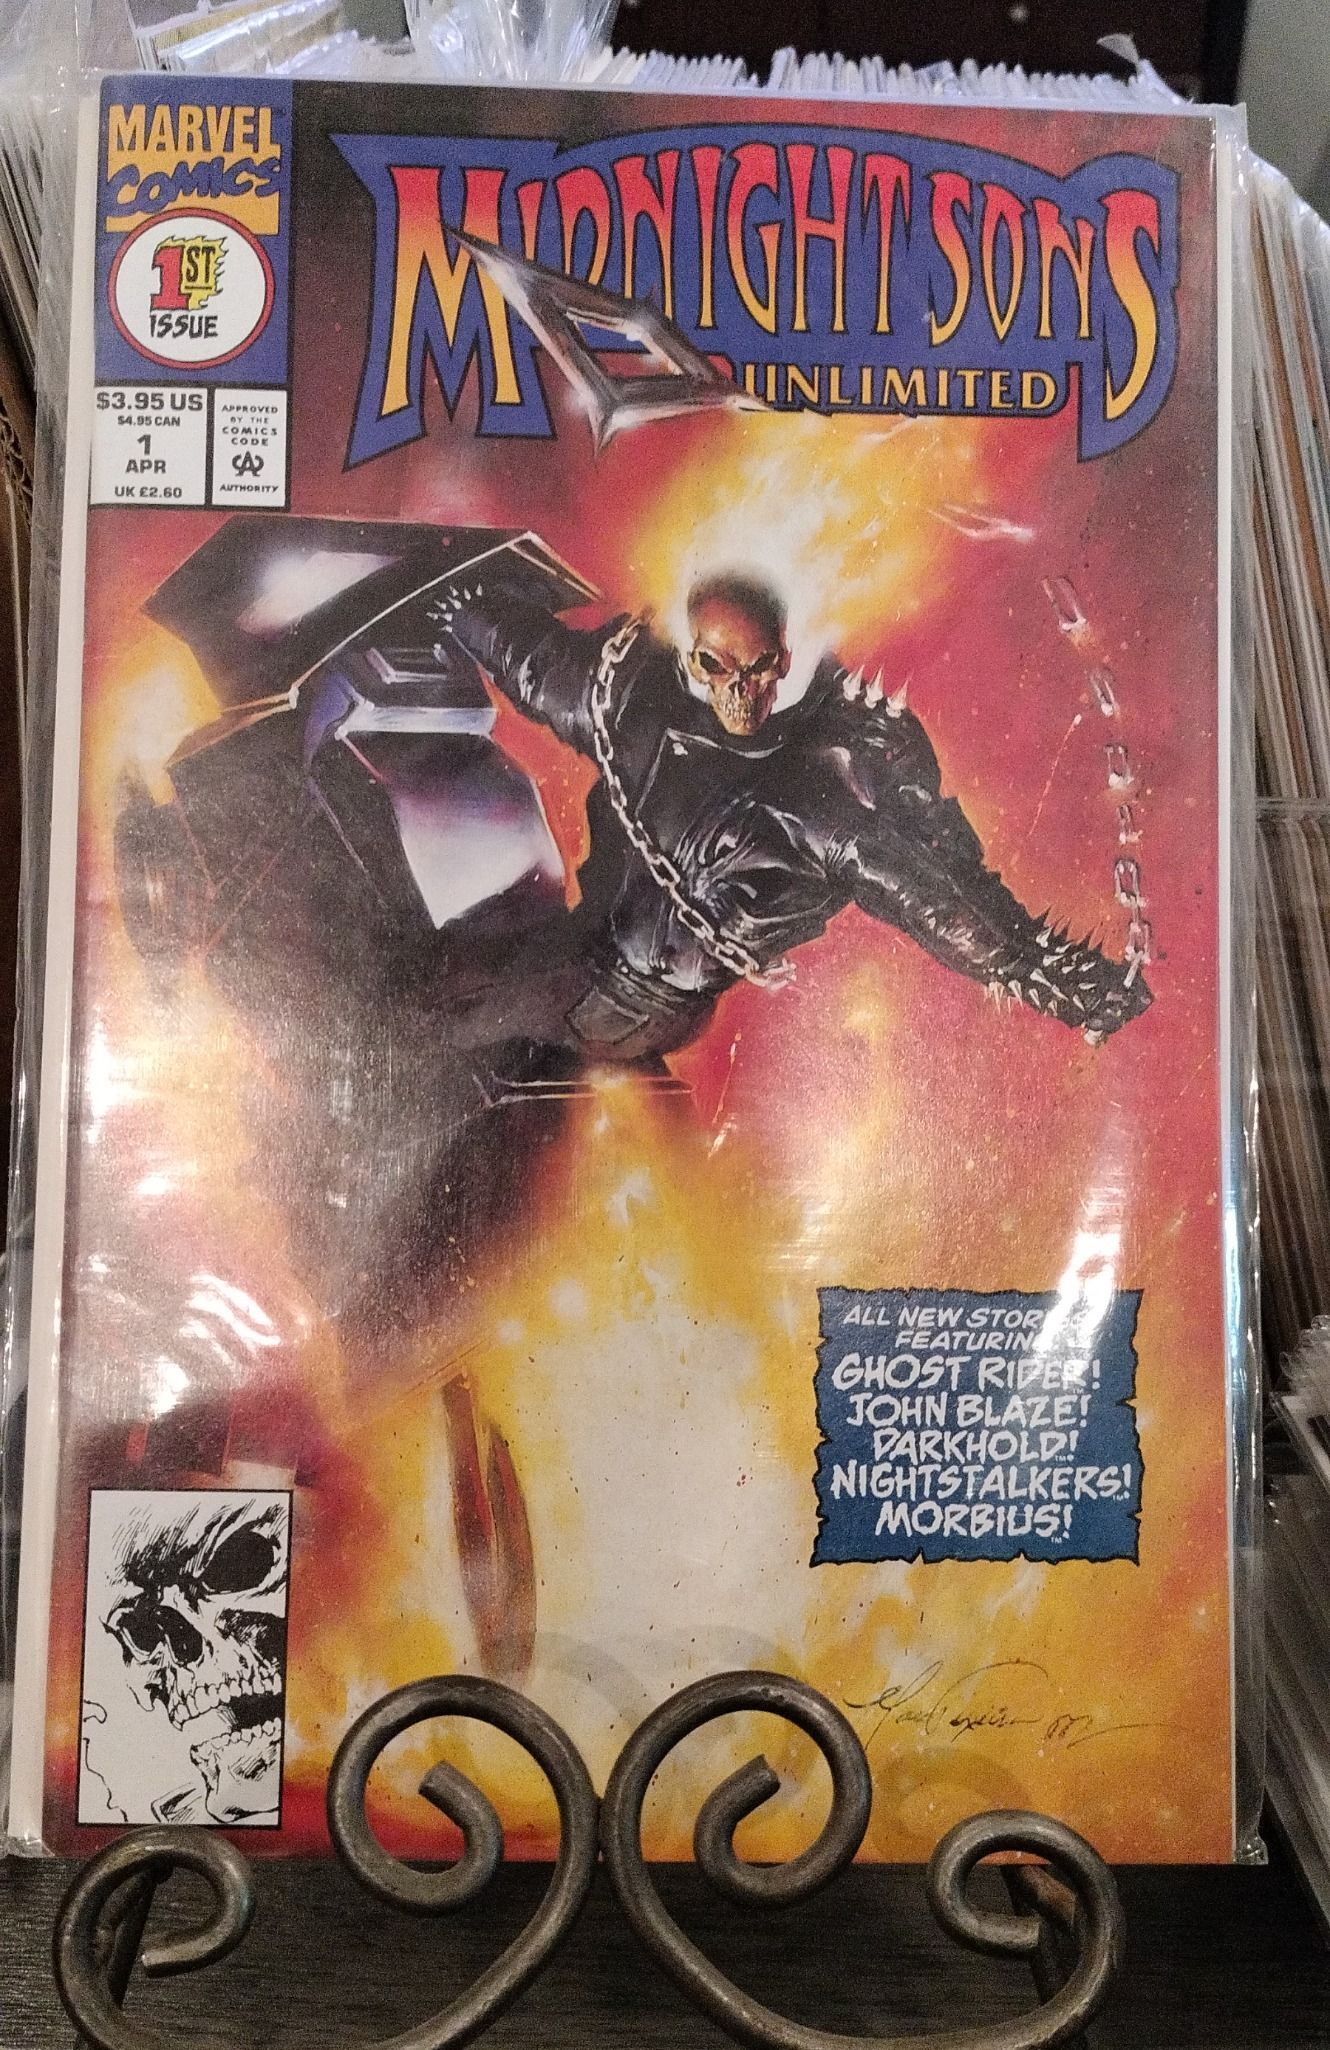 MARVEL
COMICS
1ST
ISSUE
$3.95 US
$4.95 CAN
1
APR
UK £2.60
APPROVED
BY THE
COMICS
CODE
CA
AUTHORITY
MIDNIGHT SONS
UNLIMITED
ALL NEW
FEATURING
GHOST RIDER!
JOHN BLAZE!
DARKHOLD!
NIGHTSTALKERS!
MORBIUS!